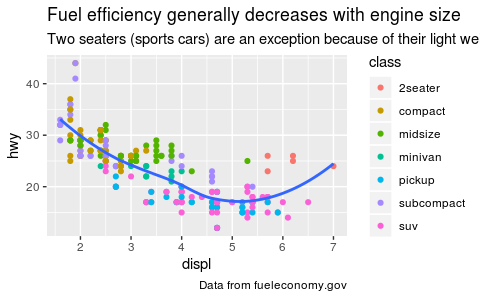 Fuel efficiency generally decreases with engine size
Two seaters (sports cars) are an exception because of their light we
class
2seater
compact
midsize
minivan
pickup
subcompact
suv
hwy
40
30
20
2 3 4 5 6 7
displ
Data from fueleconomy.gov